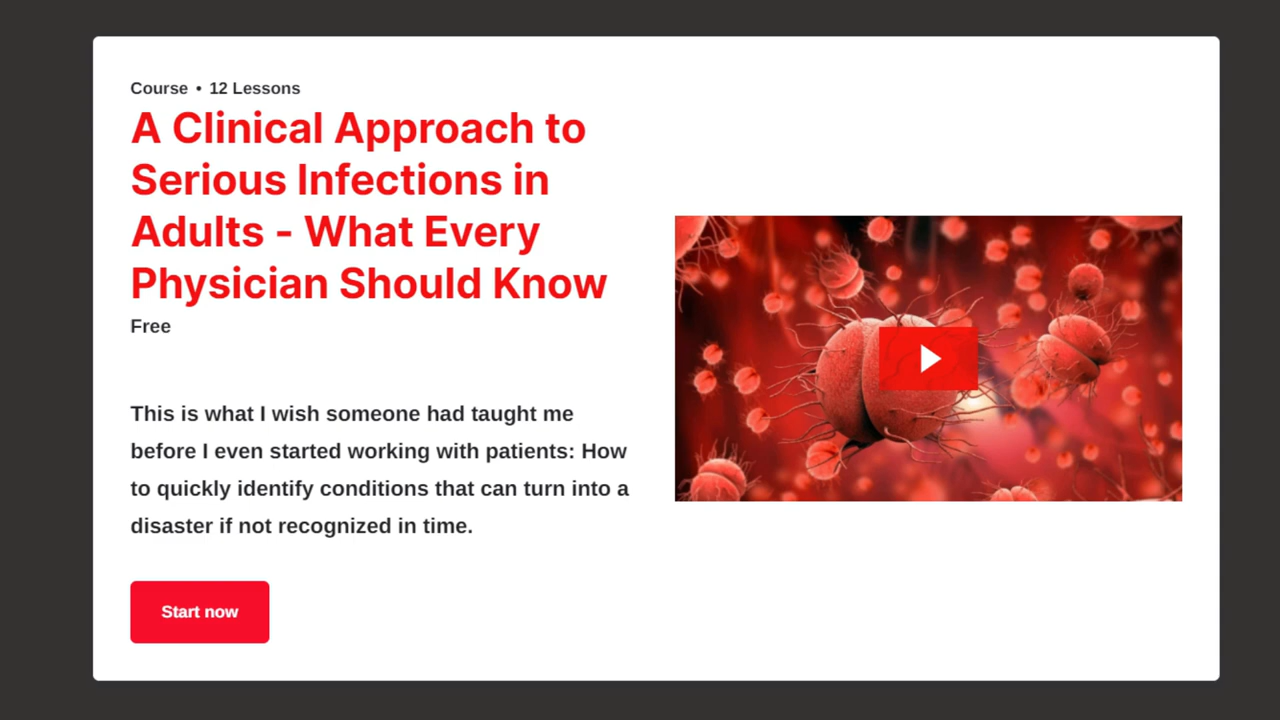 Course • 12 Lessons
A Clinical Approach to
Serious Infections in
Adults - What Every
Physician Should Know
Free
This is what I wish someone had taught me
before I even started working with patients: How
to quickly identify conditions that can turn into a
disaster if not recognized in time.
Start now